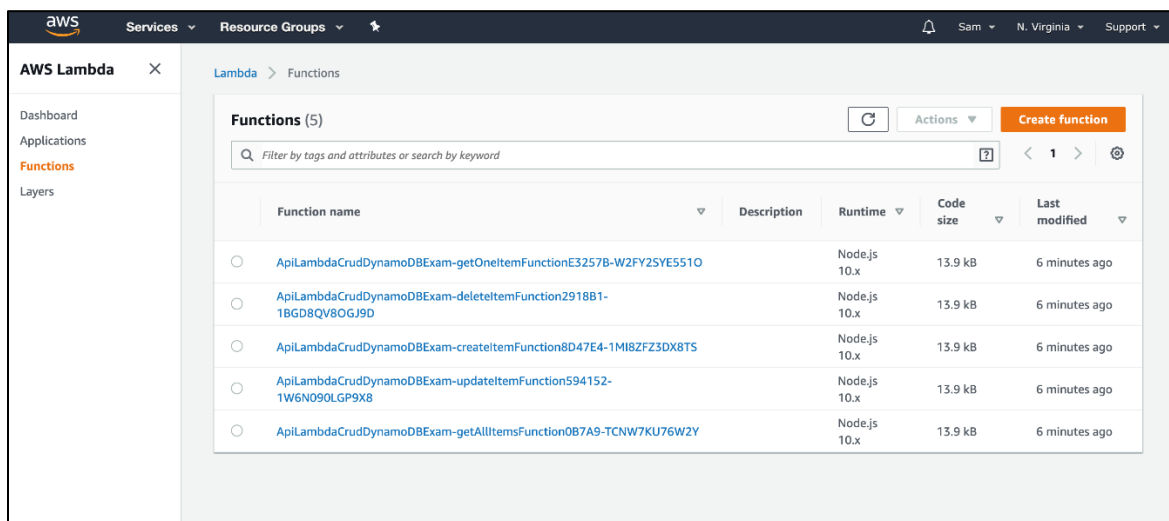 aws Services Resource Groups Sam N. Virginia Support
AWS Lambda
Dashboard
Applications
Functions
Layers
Lambda > Functions
Functions (5) Actions Create function
Filter by tags and attributes or search by keyword ? < 1 >
Function name Description Runtime Code size Last modified
ApiLambdaCrudDynamoDBExam-getOneItemFunctionE3257B-W2FY2SYE551O Node.js 10.x 13.9 kB 6 minutes ago
ApiLambdaCrudDynamoDBExam-deleteItemFunction2918B1-
1BGD8QV8OGJ9D Node.js 10.x 13.9 kB 6 minutes ago
ApiLambdaCrudDynamoDBExam-createItemFunction8D47E4-1MI8ZFZ3DX8TS Node.js 10.x 13.9 kB 6 minutes ago
ApiLambdaCrudDynamoDBExam-updateItemFunction594152-
1W6N090LGP9X8 Node.js 10.x 13.9 kB 6 minutes ago
ApiLambdaCrudDynamoDBExam-getAllItemsFunction0B7A9-TCNW7KU76W2Y Node.js 10.x 13.9 kB 6 minutes ago